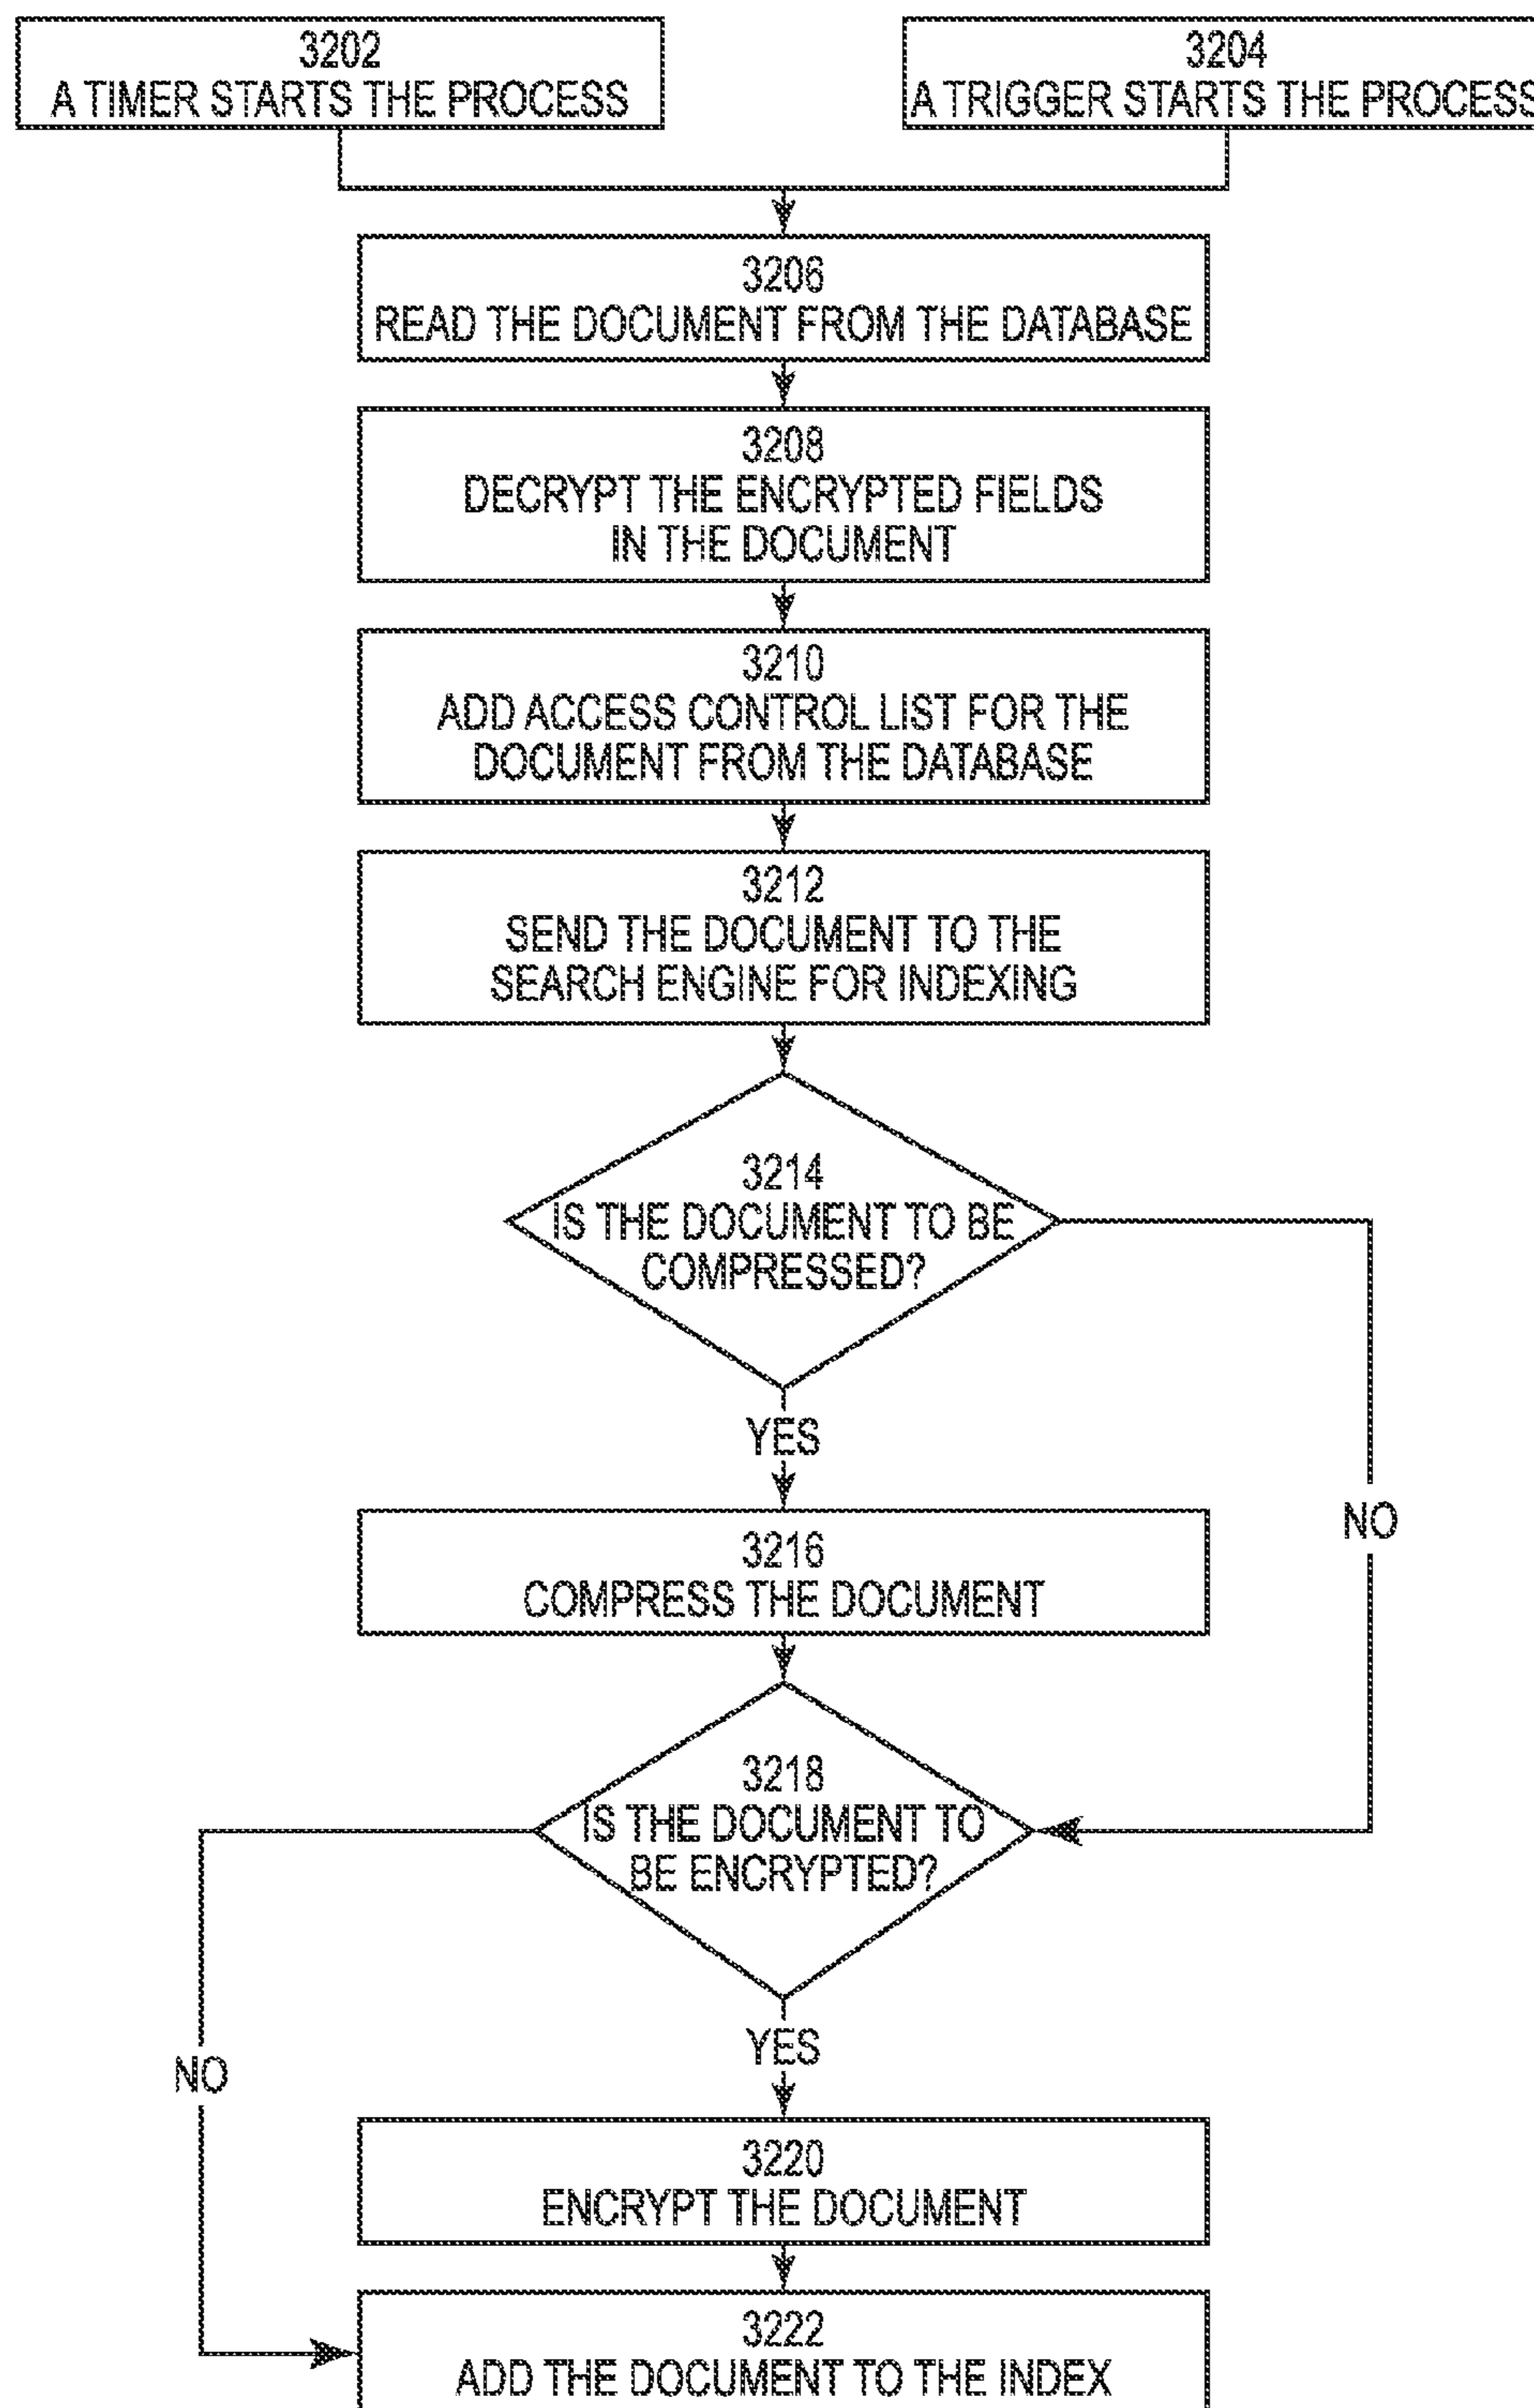 3202
A TIMER STARTS THE PROCESS
3204
A TRIGGER STARTS THE PROCESS
3206
READ THE DOCUMENT FROM THE DATABASE
3208
DECRYPT THE ENCRYPTED FIELDS
IN THE DOCUMENT
3210
ADD ACCESS CONTROL LIST FOR THE
DOCUMENT FROM THE DATABASE
3212
SEND THE DOCUMENT TO THE
SEARCH ENGINE FOR INDEXING
3214
IS THE DOCUMENT TO BE
COMPRESSED?
YES
NO
3216
COMPRESS THE DOCUMENT
3218
IS THE DOCUMENT TO
BE ENCRYPTED?
YES
NO
3220
ENCRYPT THE DOCUMENT
3222
ADD THE DOCUMENT TO THE INDEX